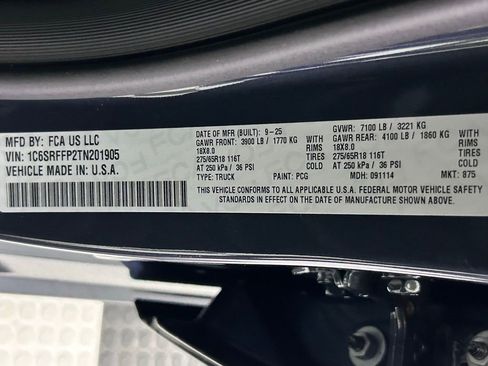 MFD BY: FCA US LLC
VIN: 1C6SRFFP2TN201905
VEHICLE MADE IN U.S.A.
DATE OF MFR (BUILT): 9-25 GVWR: 7100 LB / 3221 KG
GAWR FRONT: 3900 LB / 1770 KG WITH GAWR REAR: 4100 LB / 1860 KG WITH
18X8.0 RIMS 18X8.0 RIMS
275/65R18 116T TIRES 275/65R18 116T TIRES
AT 250 kPa / 36 PSI COLD AT 250 kPa / 36 PSI COLD
TYPE: TRUCK PAINT: PCG MDH: 091114 MKT: 875
THIS VEHICLE CONFORMS TO ALL APPLICABLE U.S.A. FEDERAL MOTOR VEHICLE SAFETY
STANDARDS IN EFFECT ON THE DATE OF MANUFACTURE SHOWN ABOVE.